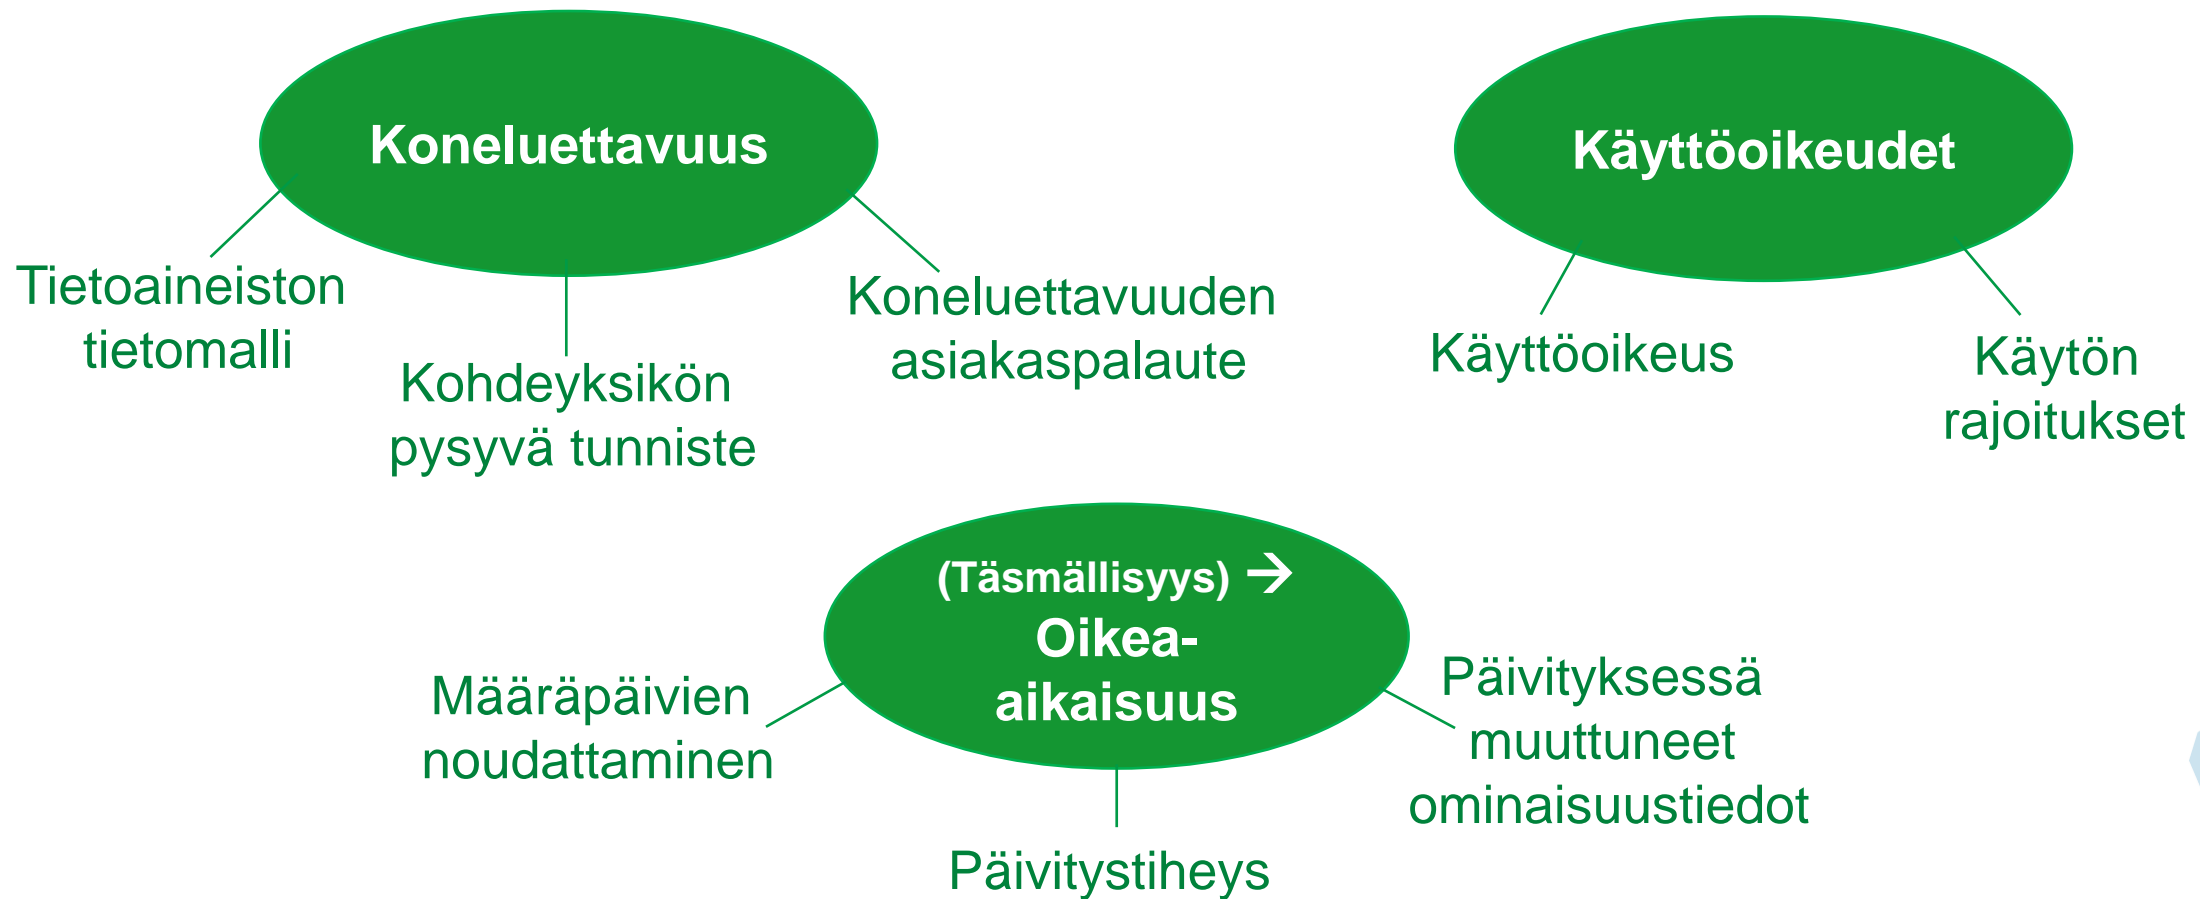 Koneluettavuus
Tietoaineiston
tietomalli
Kohdeyksikön
pysyvä tunniste
Koneluettavuuden
asiakaspalaute
Käyttöoikeudet
Käyttöoikeus
Käytön
rajoitukset
(Täsmällisyys) →
Oikea-
aikaisuus
Määräpäivien
noudattaminen
Päivitystiheys
Päivityksessä
muuttuneet
ominaisuustiedot